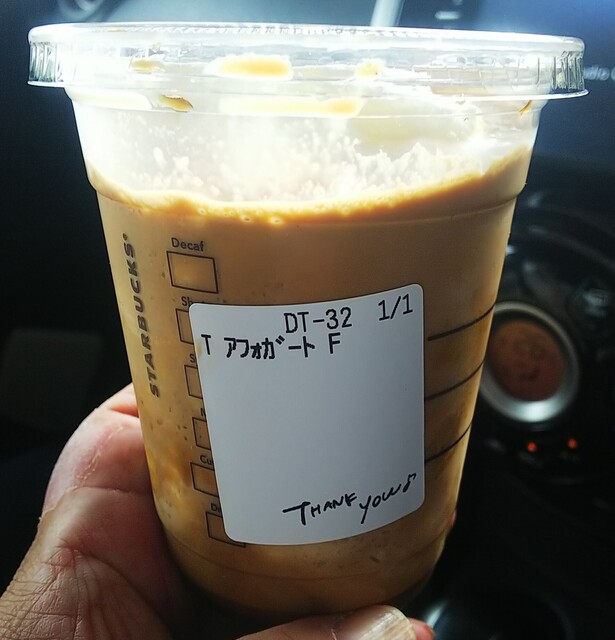 STARBUCKS
Decaf
DT-32 1/1
T アフォガート F
THANK YOU♪